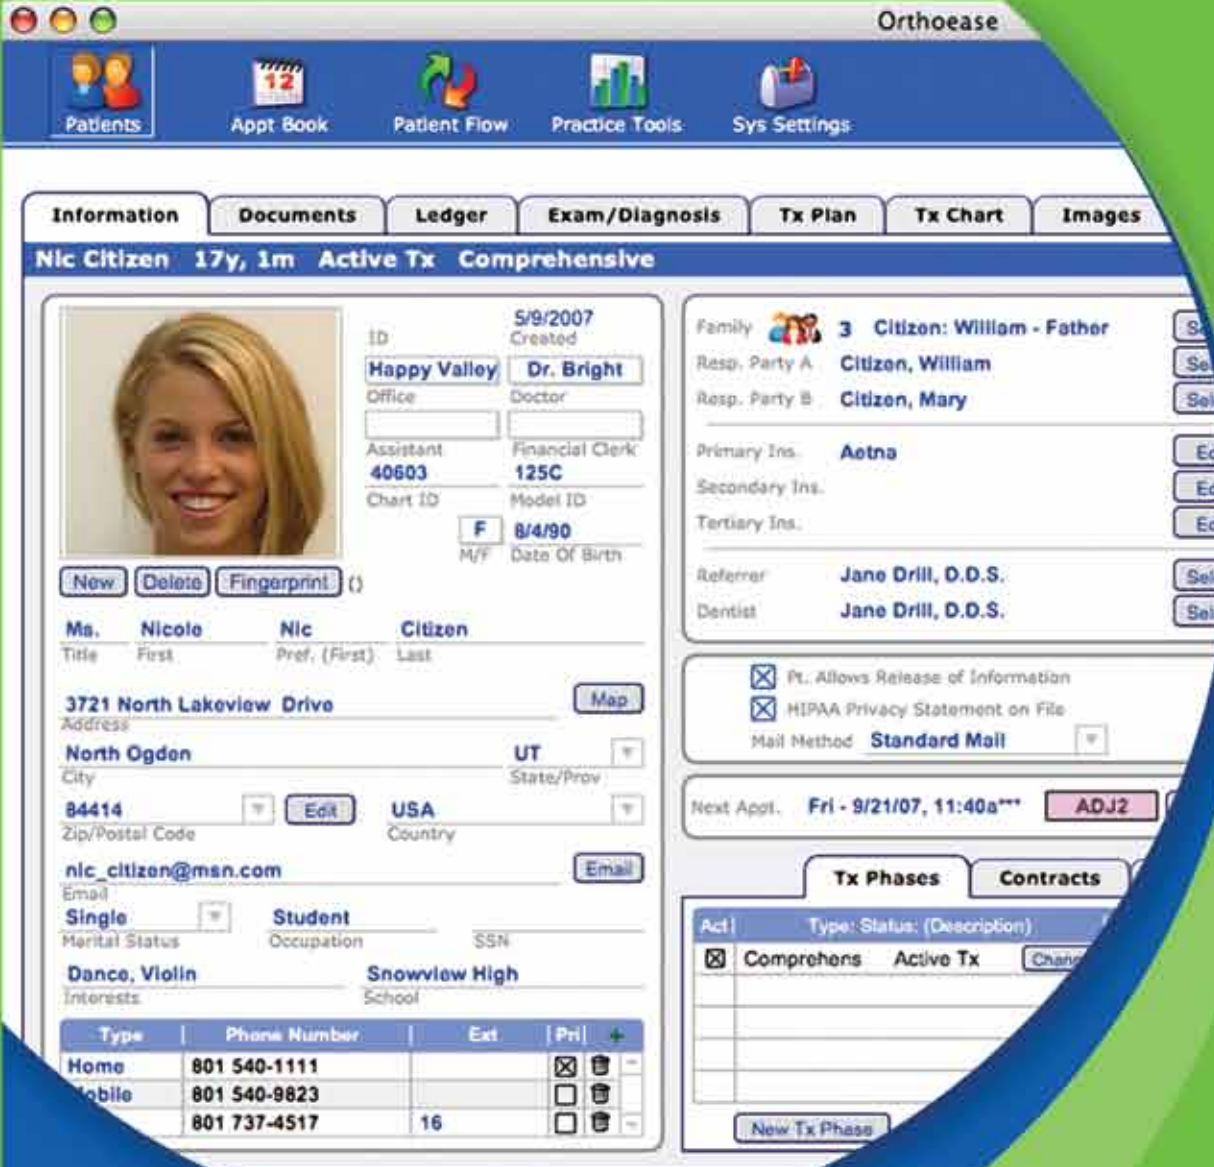 Orthoease
12
Patients Appt Book Patient Flow Practice Tools Sys Settings
Information Documents Ledger Exam/Diagnosis Tx Plan Tx Chart Images
Nic Citizen 17y, 1m Active Tx Comprehensive
5/9/2007
ID Created
Happy Valley Dr. Bright
Office Doctor
Assistant Financial Clerk
40603 125C
Chart ID Model ID
F 8/4/90
M/F Date Of Birth
New Delete Fingerprint ()
Ms. Nicole Nic Citizen
Title First Pref. (First) Last
3721 North Lakeview Drive Map
Address
North Ogden UT
City State/Prov
84414 Edit USA
Zip/Postal Code Country
nic_citizen@msn.com Email
Email
Single Student
Marital Status Occupation SSN
Dance, Violin Snowview High
Interests School
Type Phone Number Ext Pri +
Home 801 540-1111
Mobile 801 540-9823
801 737-4517 16
Family 3 Citizen: William - Father
Resp. Party A Citizen, William
Resp. Party B Citizen, Mary
Primary Ins. Aetna
Secondary Ins.
Tertiary Ins.
Referrer Jane Drill, D.D.S.
Dentist Jane Drill, D.D.S.
Pt. Allows Release of Information
HIPAA Privacy Statement on File
Mail Method Standard Mail
Next Appt. Fri - 9/21/07, 11:40a*** ADJ2
Tx Phases Contracts
Act Type: Status: (Description)
Comprehens Active Tx
New Tx Phase